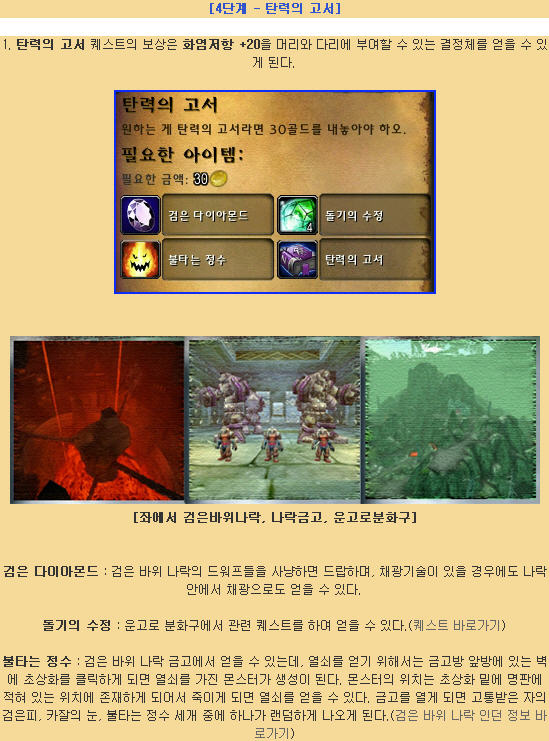 [4단계 - 탄력의 고서]
1. 탄력의 고서 퀘스트의 보상은 화염저항 +20을 머리와 다리에 부여할 수 있는 결정체를 얻을 수 있
게 된다.
탄력의 고서
원하는 게 탄력의 고서라면 30골드를 내놓아야 하오.
필요한 아이템:
필요한 금액: 30
검은 다이아몬드
돌기의 수정
4
불타는 정수
탄력의 고서
[좌에서 검은바위나락, 나락금고, 운고로분화구]
검은 다이아몬드 : 검은 바위 나락의 드워프들을 사냥하면 드랍하며, 채광기술이 있을 경우에도 나락
안에서 채광으로도 얻을 수 있다.
돌기의 수정 : 운고로 분화구에서 관련 퀘스트를 하며 얻을 수 있다.(퀘스트 바로가기)
불타는 정수 : 검은 바위 나락 금고에서 얻을 수 있는데, 열쇠를 얻기 위해서는 금고방 앞방에 있는 벽
에 초상화를 클릭하게 되면 열쇠를 가진 몬스터가 생성이 된다. 몬스터의 위치는 초상화 밑에 명판에
적혀 있는 위치에 존재하게 되어서 죽이게 되면 열쇠를 얻을 수 있다. 금고를 열게 되면 고통받은 자의
검은피, 카잘의 눈, 불타는 정수 세개 중에 하나가 랜덤하게 나오게 된다.(검은 바위 나락 인던 정보 바
로가기)